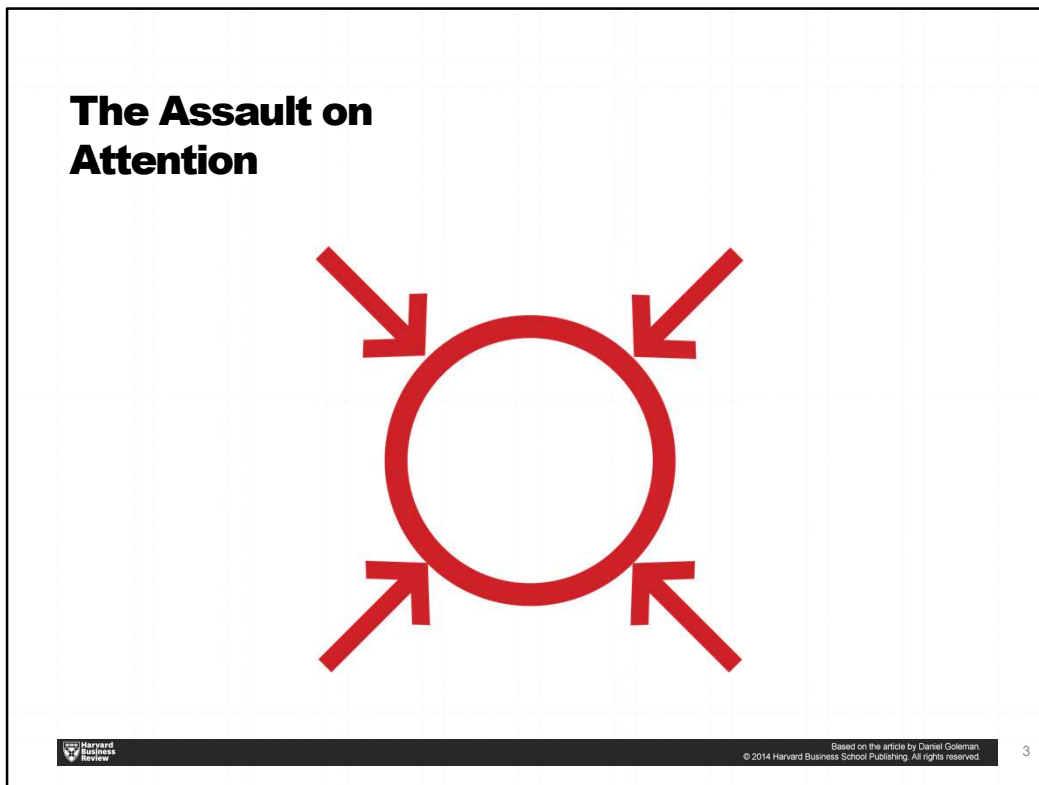 The Assault on
Attention
Harvard
Business
Review
Based on the article by Daniel Goleman.
© 2014 Harvard Business School Publishing. All rights reserved.
3